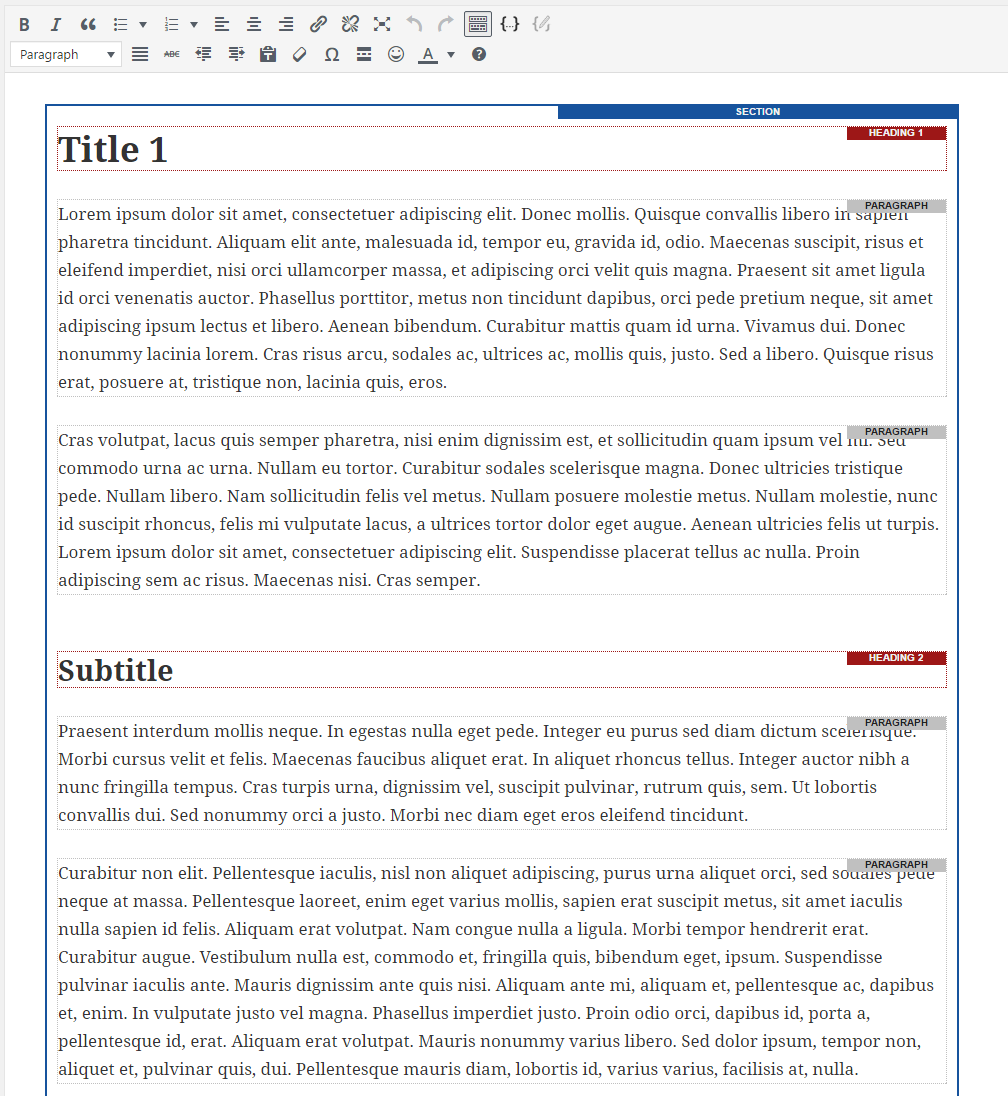 Paragraph
ABC
A
SECTION
HEADING 1
Title 1
PARAGRAPH
Lorem ipsum dolor sit amet, consectetuer adipiscing elit. Donec mollis. Quisque convallis libero in sapien
pharetra tincidunt. Aliquam elit ante, malesuada id, tempor eu, gravida id, odio. Maecenas suscipit, risus et
eleifend imperdiet, nisi orci ullamcorper massa, et adipiscing orci velit quis magna. Praesent sit amet ligula
id orci venenatis auctor. Phasellus porttitor, metus non tincidunt dapibus, orci pede pretium neque, sit amet
adipiscing ipsum lectus et libero. Aenean bibendum. Curabitur mattis quam id urna. Vivamus dui. Donec
nonummy lacinia lorem. Cras risus arcu, sodales ac, ultrices ac, mollis quis, justo. Sed a libero. Quisque risus
erat, posuere at, tristique non, lacinia quis, eros.
PARAGRAPH
Cras volutpat, lacus quis semper pharetra, nisi enim dignissim est, et sollicitudin quam ipsum vel mi. Sed
commodo urna ac urna. Nullam eu tortor. Curabitur sodales scelerisque magna. Donec ultricies tristique
pede. Nullam libero. Nam sollicitudin felis vel metus. Nullam posuere molestie metus. Nullam molestie, nunc
id suscipit rhoncus, felis mi vulputate lacus, a ultrices tortor dolor eget augue. Aenean ultricies felis ut turpis.
Lorem ipsum dolor sit amet, consectetuer adipiscing elit. Suspendisse placerat tellus ac nulla. Proin
adipiscing sem ac risus. Maecenas nisi. Cras semper.
HEADING 2
Subtitle
PARAGRAPH
Praesent interdum mollis neque. In egestas nulla eget pede. Integer eu purus sed diam dictum scelerisque.
Morbi cursus velit et felis. Maecenas faucibus aliquet erat. In aliquet rhoncus tellus. Integer auctor nibh a
nunc fringilla tempus. Cras turpis urna, dignissim vel, suscipit pulvinar, rutrum quis, sem. Ut lobortis
convallis dui. Sed nonummy orci a justo. Morbi nec diam eget eros eleifend tincidunt.
PARAGRAPH
Curabitur non elit. Pellentesque iaculis, nisl non aliquet adipiscing, purus urna aliquet orci, sed sodales pede
neque at massa. Pellentesque laoreet, enim eget varius mollis, sapien erat suscipit metus, sit amet iaculis
nulla sapien id felis. Aliquam erat volutpat. Nam congue nulla a ligula. Morbi tempor hendrerit erat.
Curabitur augue. Vestibulum nulla est, commodo et, fringilla quis, bibendum eget, ipsum. Suspendisse
pulvinar iaculis ante. Mauris dignissim ante quis nisi. Aliquam ante mi, aliquam et, pellentesque ac, dapibus
et, enim. In vulputate justo vel magna. Phasellus imperdiet justo. Proin odio orci, dapibus id, porta a,
pellentesque id, erat. Aliquam erat volutpat. Mauris nonummy varius libero. Sed dolor ipsum, tempor non,
aliquet et, pulvinar quis, dui. Pellentesque mauris diam, lobortis id, varius varius, facilisis at, nulla.